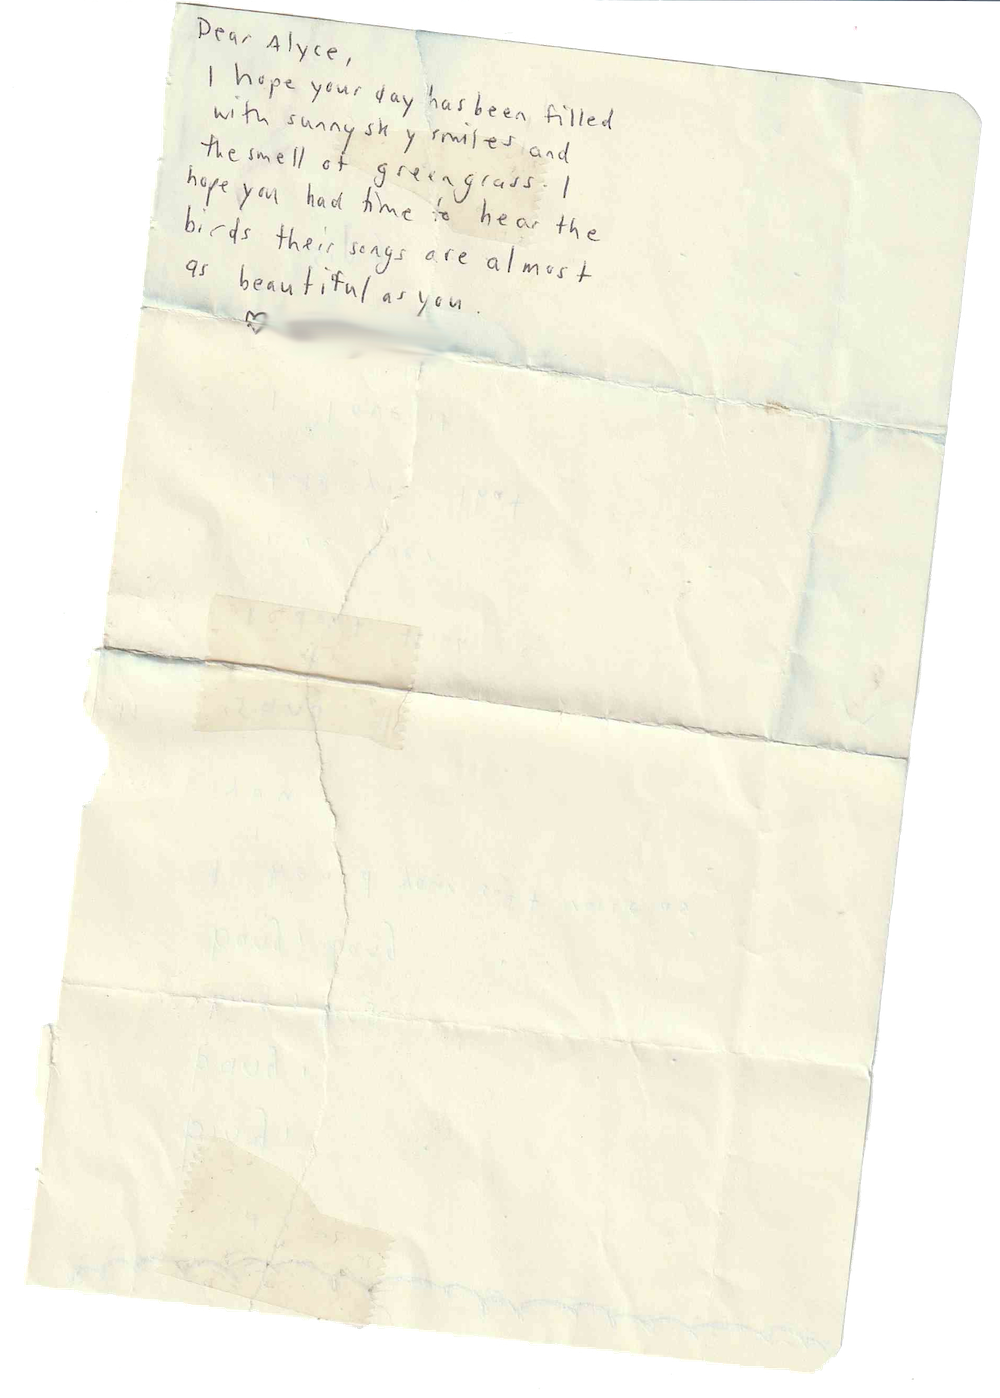 Dear Alyce,
I hope your day has been filled
with sunny sky smiles and
the smell of green grass. I
hope you had time to hear the
birds their songs are almost
as beautiful as you.
♡